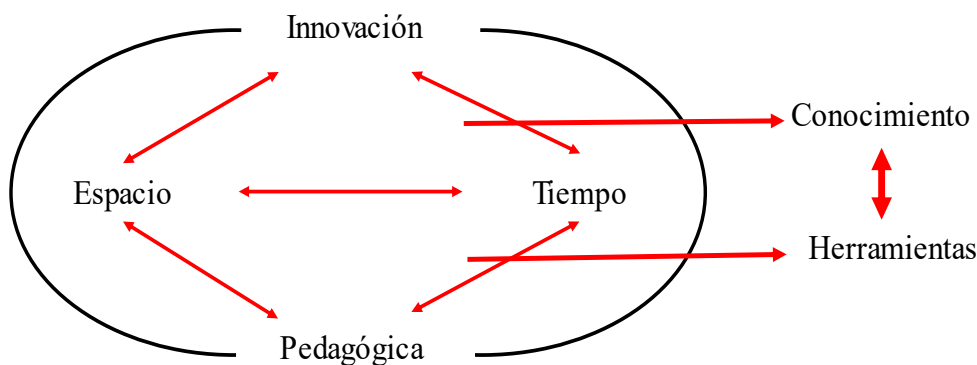 Innovación
Conocimiento
Espacio
Tiempo
Herramientas
Pedagógica